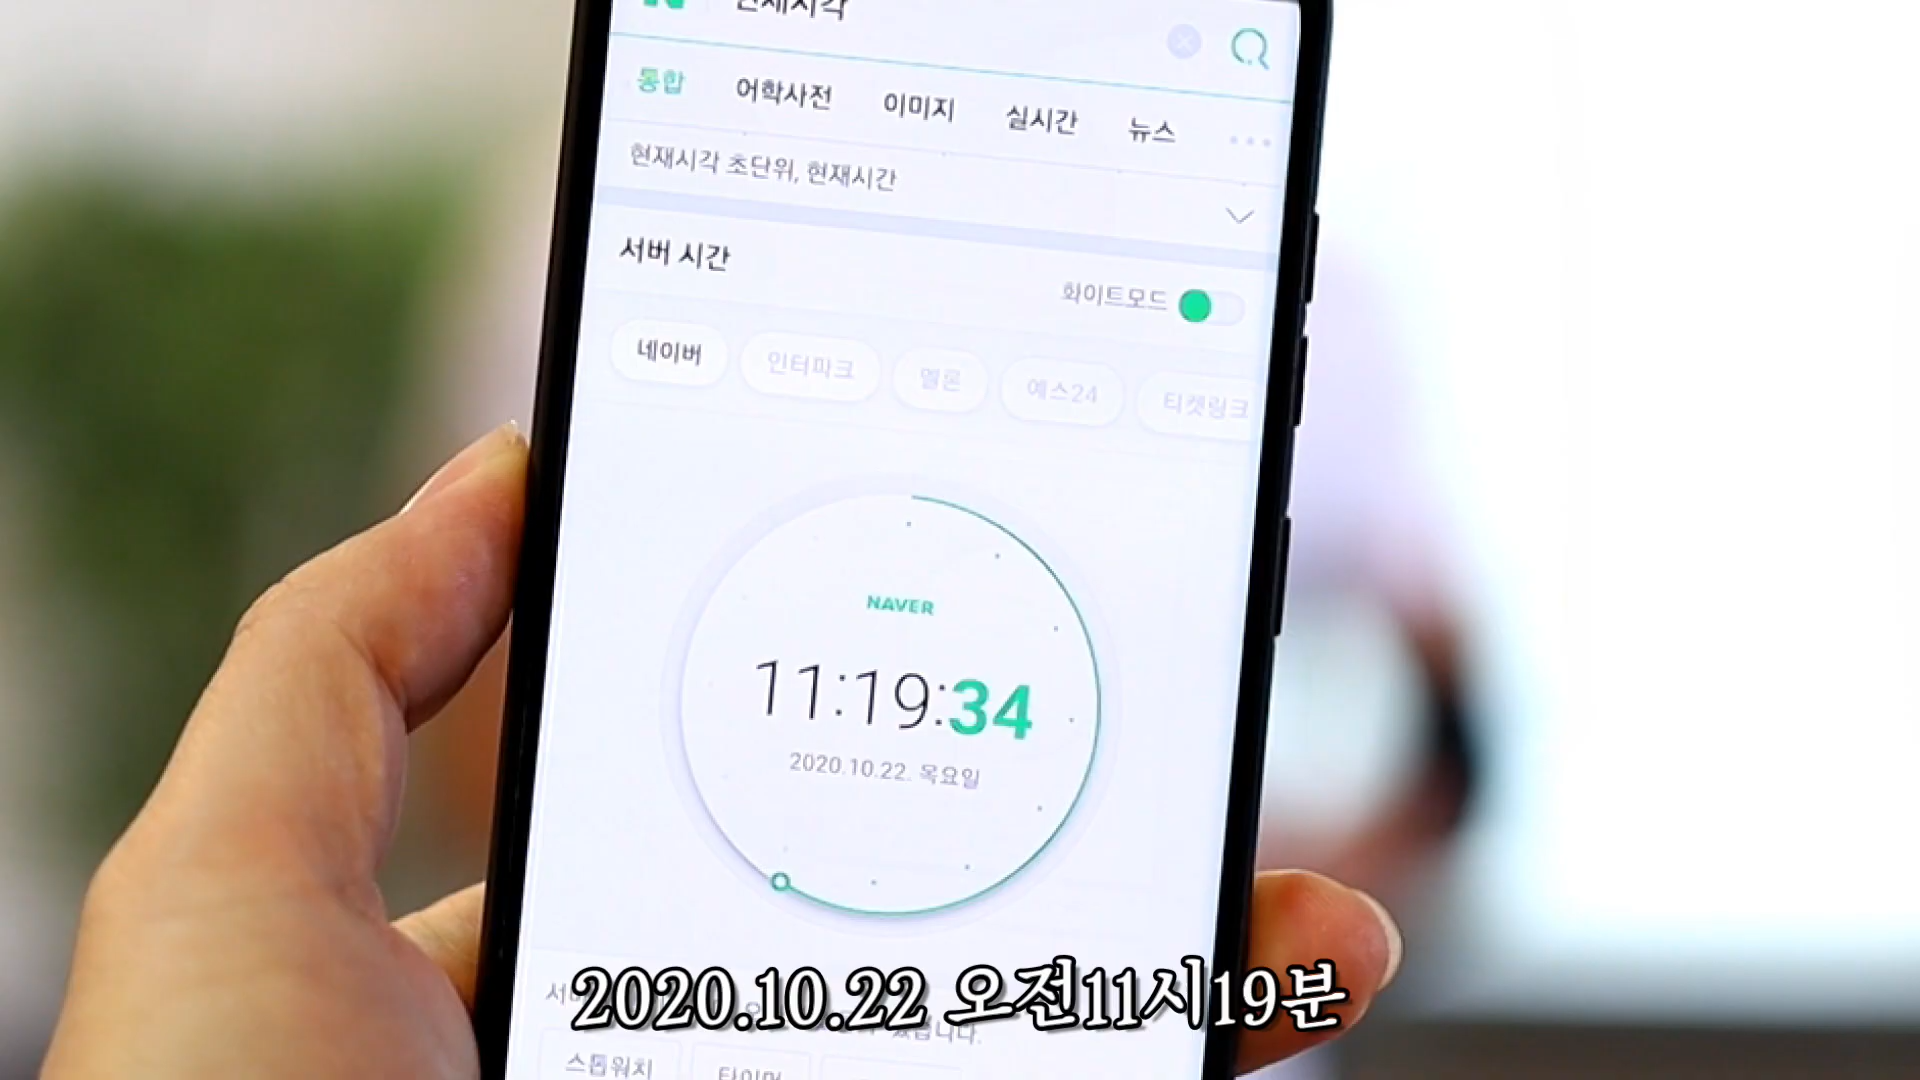 현재시각
통합 어학사전 이미지 실시간 뉴스
현재시각 초단위, 현재시간
서버 시간
화이트모드
네이버 인터파크 멜론 예스24 티켓링크
NAVER
11:19:34
2020.10.22. 목요일
2020.10.22 오전11시19분
스톱워치 타이머